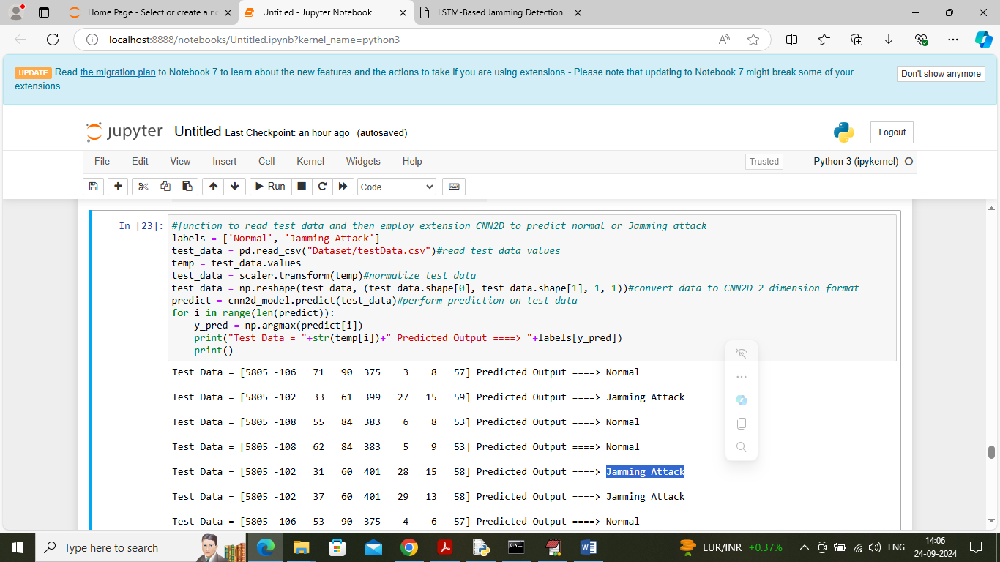 Home Page - Select or create a n
Untitled - Jupyter Notebook
LSTM-Based Jamming Detection
localhost:8888/notebooks/Untitled.ipynb?kernel_name=python3
UPDATE Read the migration plan to Notebook 7 to learn about the new features and the actions to take if you are using extensions - Please note that updating to Notebook 7 might break some of your
extensions.
Don't show anymore
jupyter Untitled Last Checkpoint: an hour ago (autosaved)
Logout
File Edit View Insert Cell Kernel Widgets Help
Trusted
Python 3 (ipykernel)
Run
Code
In [23]:
#function to read test data and then employ extension CNN2D to predict normal or Jamming attack
labels = ['Normal', 'Jamming Attack']
test_data = pd.read_csv("Dataset/testData.csv")#read test data values
temp = test_data.values
test_data = scaler.transform(temp)#normalize test data
test_data = np.reshape(test_data, (test_data.shape[0], test_data.shape[1], 1, 1))#convert data to CNN2D 2 dimension format
predict = cnn2d_model.predict(test_data)#perform prediction on test data
for i in range(len(predict)):
    y_pred = np.argmax(predict[i])
    print("Test Data = "+str(temp[i])+" Predicted Output ====> "+labels[y_pred])
    print()
Test Data = [5805 -106   71   90  375    3    8   57] Predicted Output ====> Normal
Test Data = [5805 -102   33   61  399   27   15   59] Predicted Output ====> Jamming Attack
Test Data = [5805 -108   55   84  383    6    8   53] Predicted Output ====> Normal
Test Data = [5805 -108   62   84  383    5    9   53] Predicted Output ====> Normal
Test Data = [5805 -102   31   60  401   28   15   58] Predicted Output ====> Jamming Attack
Test Data = [5805 -102   37   60  401   29   13   58] Predicted Output ====> Jamming Attack
Test Data = [5805 -106   53   90  375    4    6   57] Predicted Output ====> Normal
Type here to search
EUR/INR +0.37%
ENG
14:06
24-09-2024